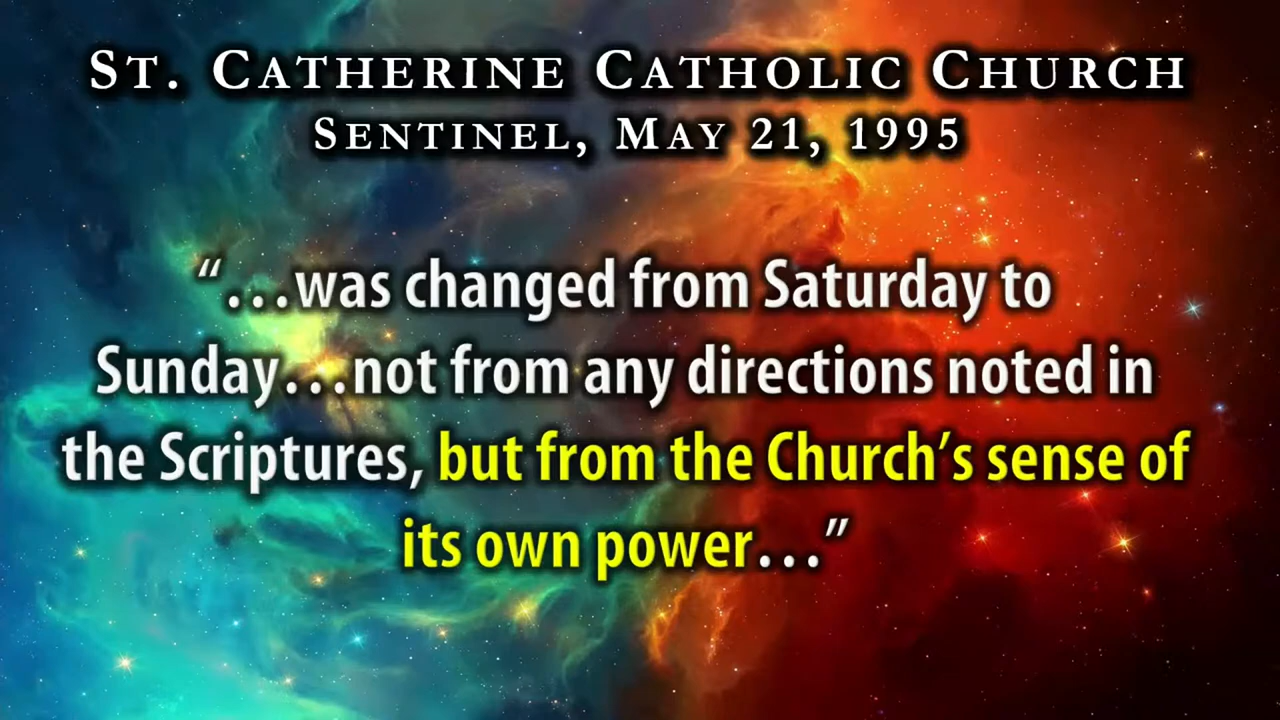 ST. CATHERINE CATHOLIC CHURCH
SENTINEL, MAY 21, 1995
“…was changed from Saturday to
Sunday…not from any directions noted in
the Scriptures, but from the Church’s sense of
its own power…”